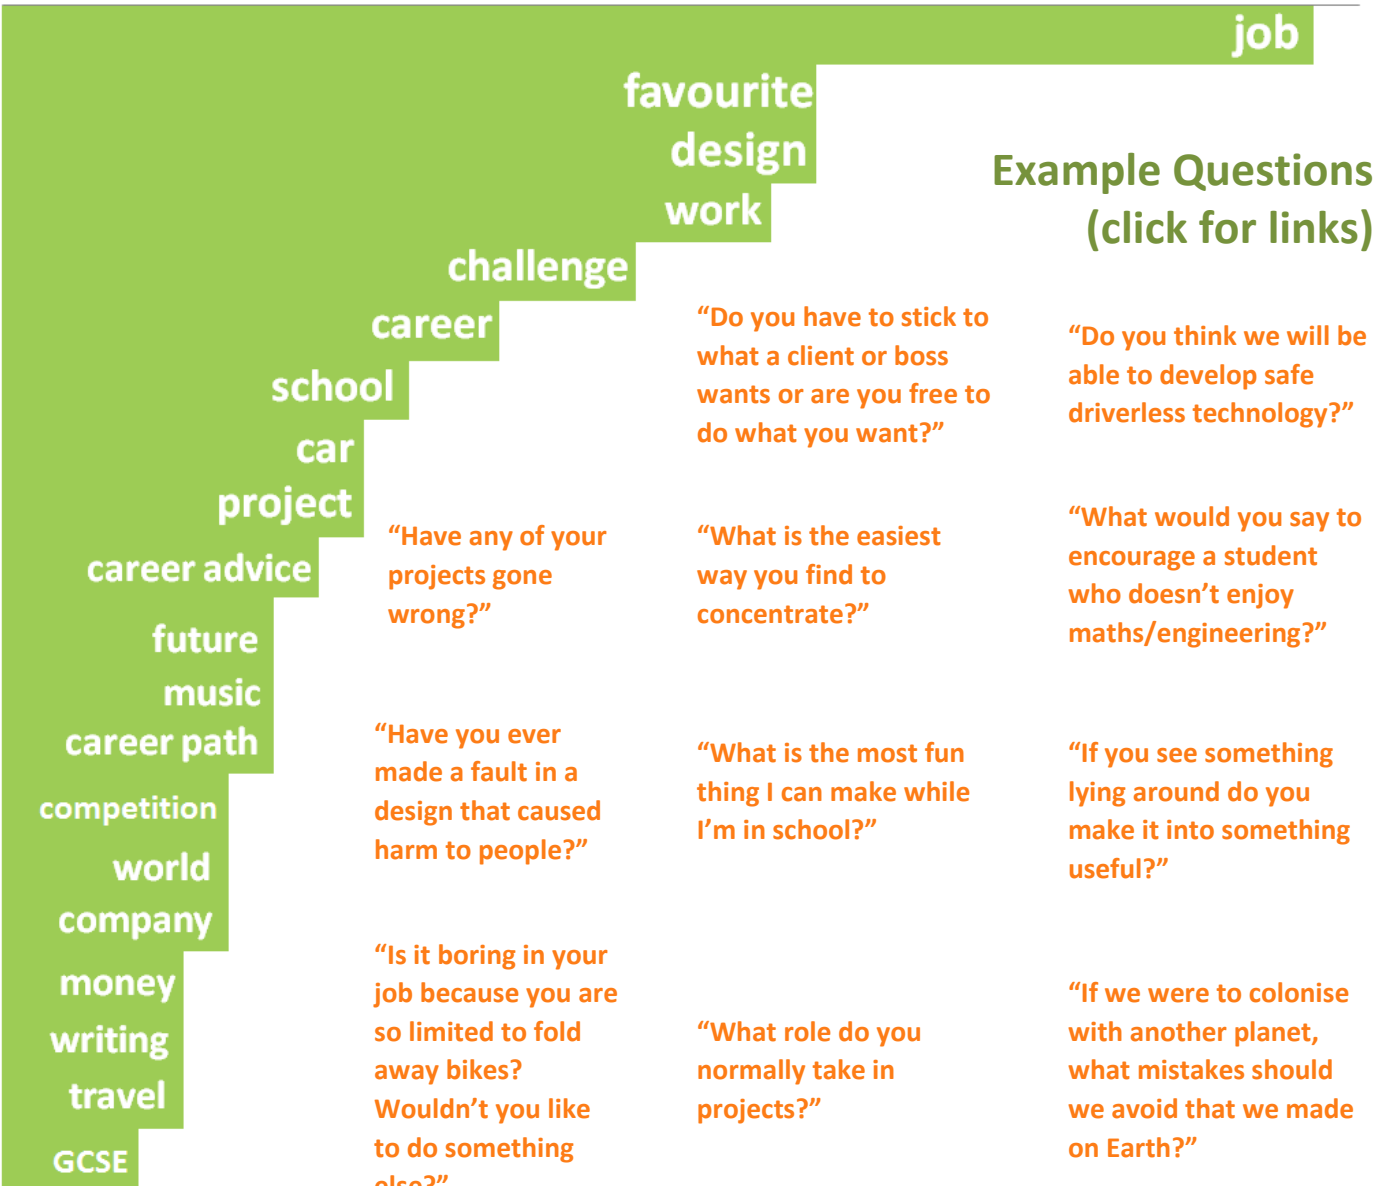 job
favourite
design
work
challenge
career
school
car
project
career advice
future
music
career path
competition
world
company
money
writing
travel
GCSE
Example Questions
(click for links)
“Do you have to stick to
what a client or boss
wants or are you free to
do what you want?”
“Do you think we will be
able to develop safe
driverless technology?”
“Have any of your
projects gone
wrong?”
“What is the easiest
way you find to
concentrate?”
“What would you say to
encourage a student
who doesn’t enjoy
maths/engineering?”
“Have you ever
made a fault in a
design that caused
harm to people?”
“What is the most fun
thing I can make while
I’m in school?”
“If you see something
lying around do you
make it into something
useful?”
“Is it boring in your
job because you are
so limited to fold
away bikes?
Wouldn’t you like
to do something
else?”
“What role do you
normally take in
projects?”
“If we were to colonise
with another planet,
what mistakes should
we avoid that we made
on Earth?”